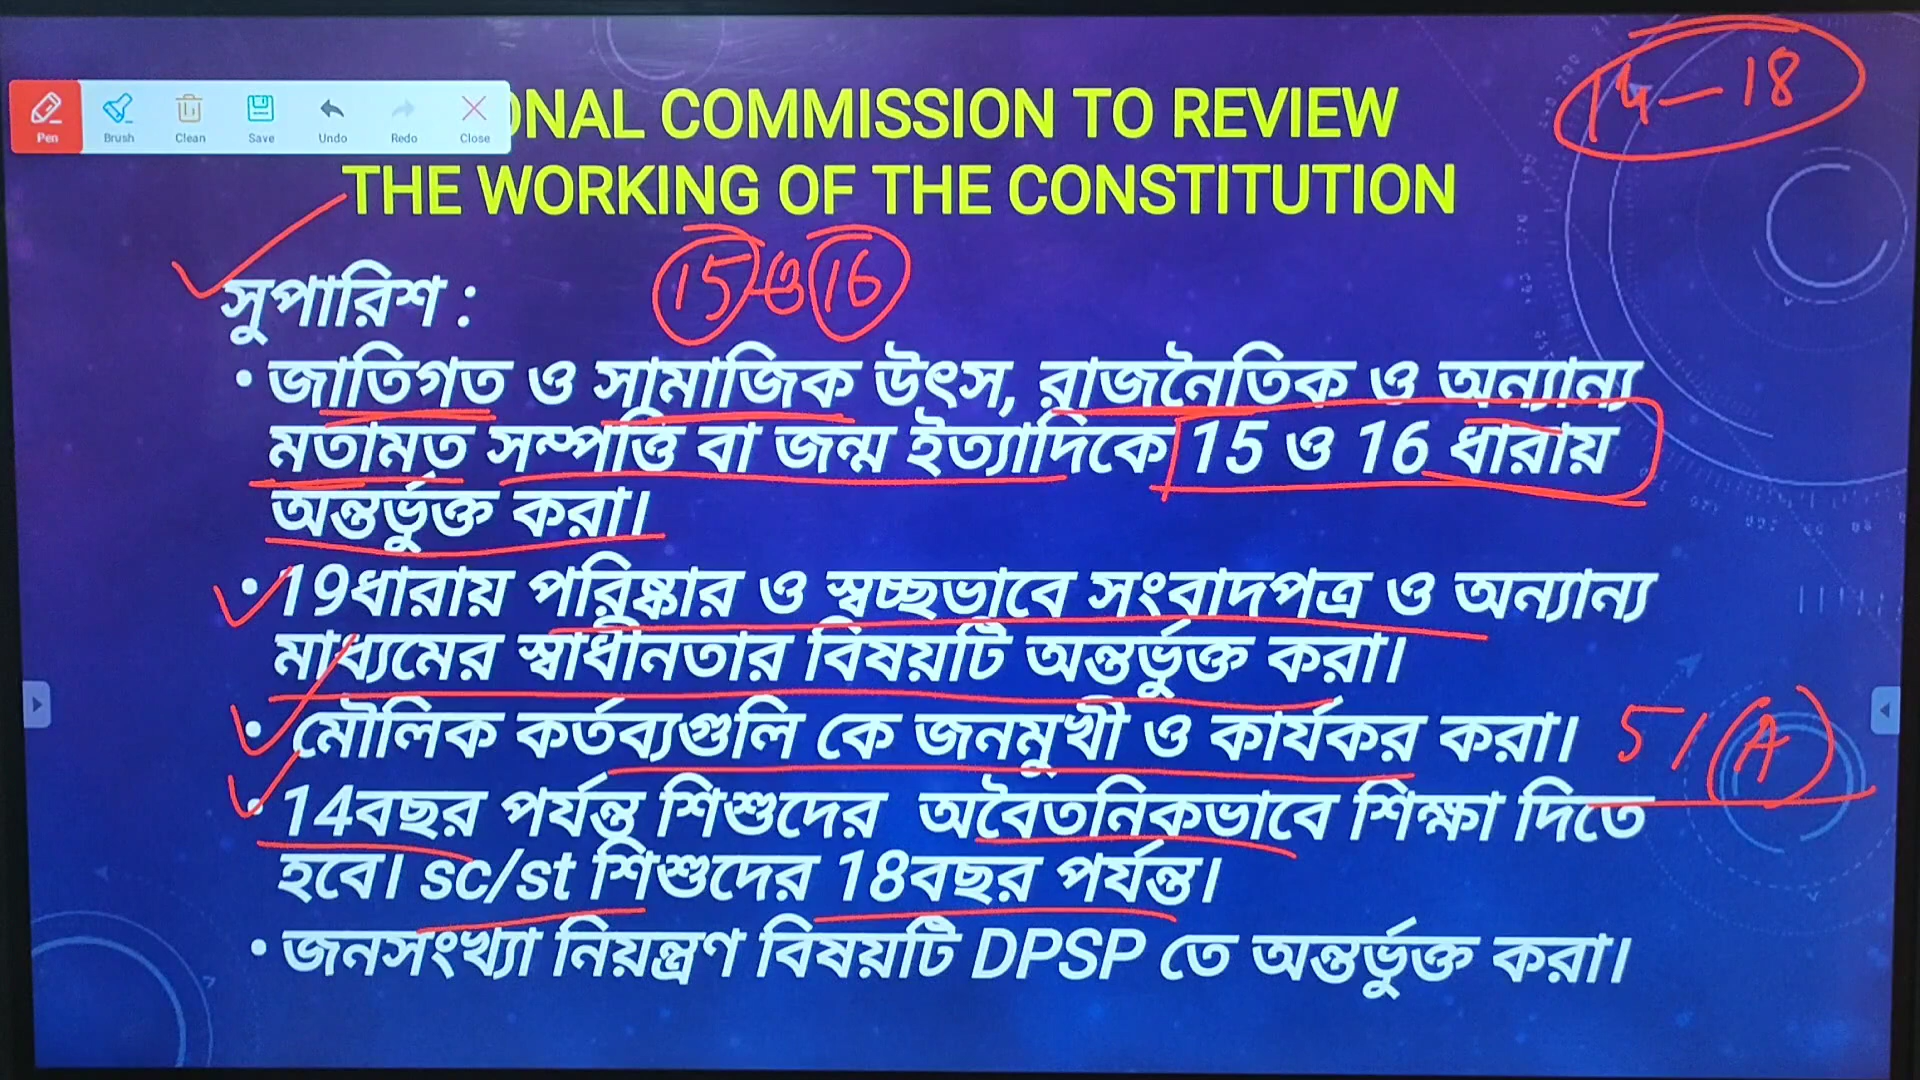 14-18
Pen Brush Clean Save Undo Redo Close
ONAL COMMISSION TO REVIEW
THE WORKING OF THE CONSTITUTION
15 ও 16
সুপারিশ :
• জাতিগত ও সামাজিক উৎস, রাজনৈতিক ও অন্যান্য
মতামত সম্পত্তি বা জন্ম ইত্যাদিকে 15 ও 16 ধারায়
অন্তর্ভুক্ত করা।
• 19ধারায় পরিষ্কার ও স্বচ্ছভাবে সংবাদপত্র ও অন্যান্য
মাধ্যমের স্বাধীনতার বিষয়টি অন্তর্ভুক্ত করা।
• মৌলিক কর্তব্যগুলি কে জনমুখী ও কার্যকর করা। 51(A)
• 14বছর পর্যন্ত শিশুদের অবৈতনিকভাবে শিক্ষা দিতে
হবে। sc/st শিশুদের 18বছর পর্যন্ত।
• জনসংখ্যা নিয়ন্ত্রণ বিষয়টি DPSP তে অন্তর্ভুক্ত করা।